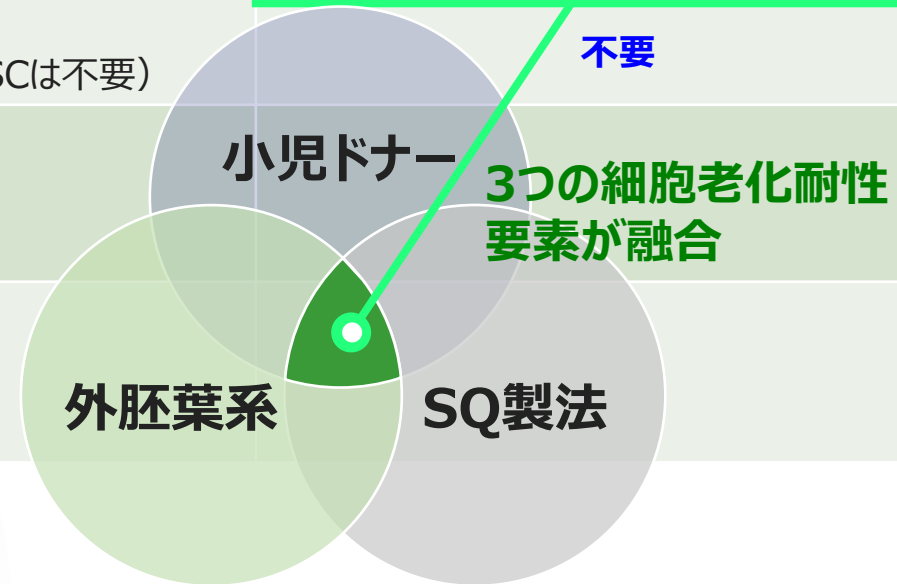 不要
SCは不要）
小児ドナー
3つの細胞老化耐性
要素が融合
外胚葉系
SQ製法